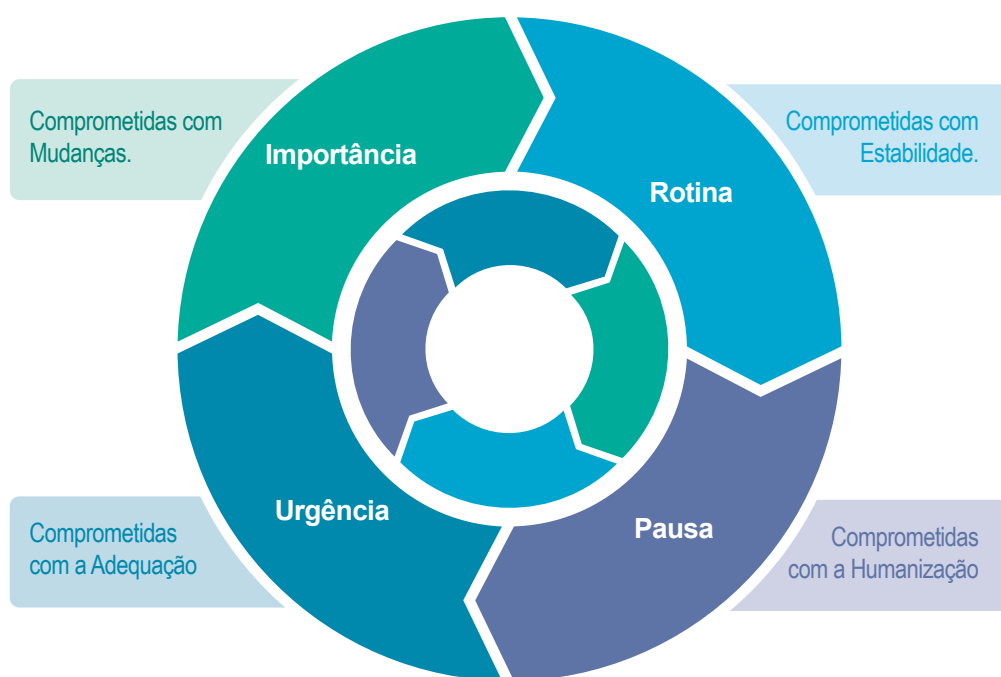 Comprometidas com
Mudanças.
Importância
Comprometidas com
Estabilidade.
Rotina
Comprometidas
com a Adequação
Urgência
Pausa
Comprometidas
com a Humanização